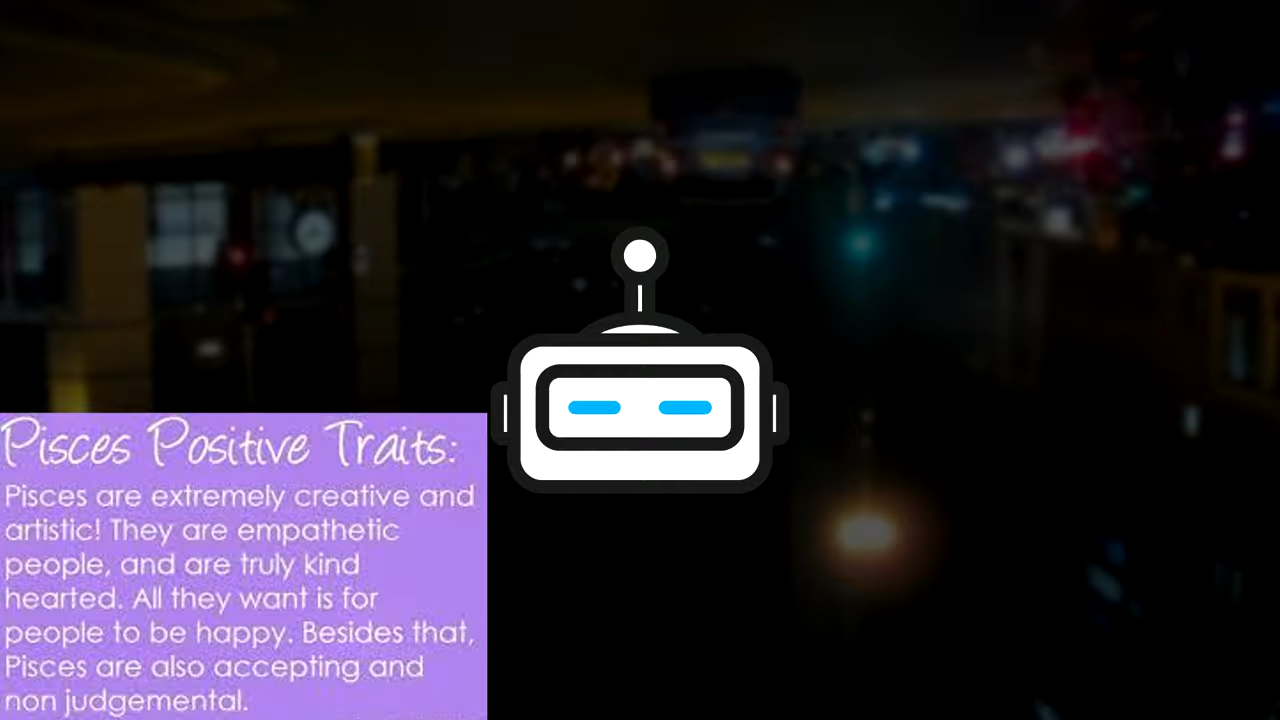 Pisces Positive Traits:
Pisces are extremely creative and
artistic! They are empathetic
people, and are truly kind
hearted. All they want is for
people to be happy. Besides that,
Pisces are also accepting and
non judgemental.